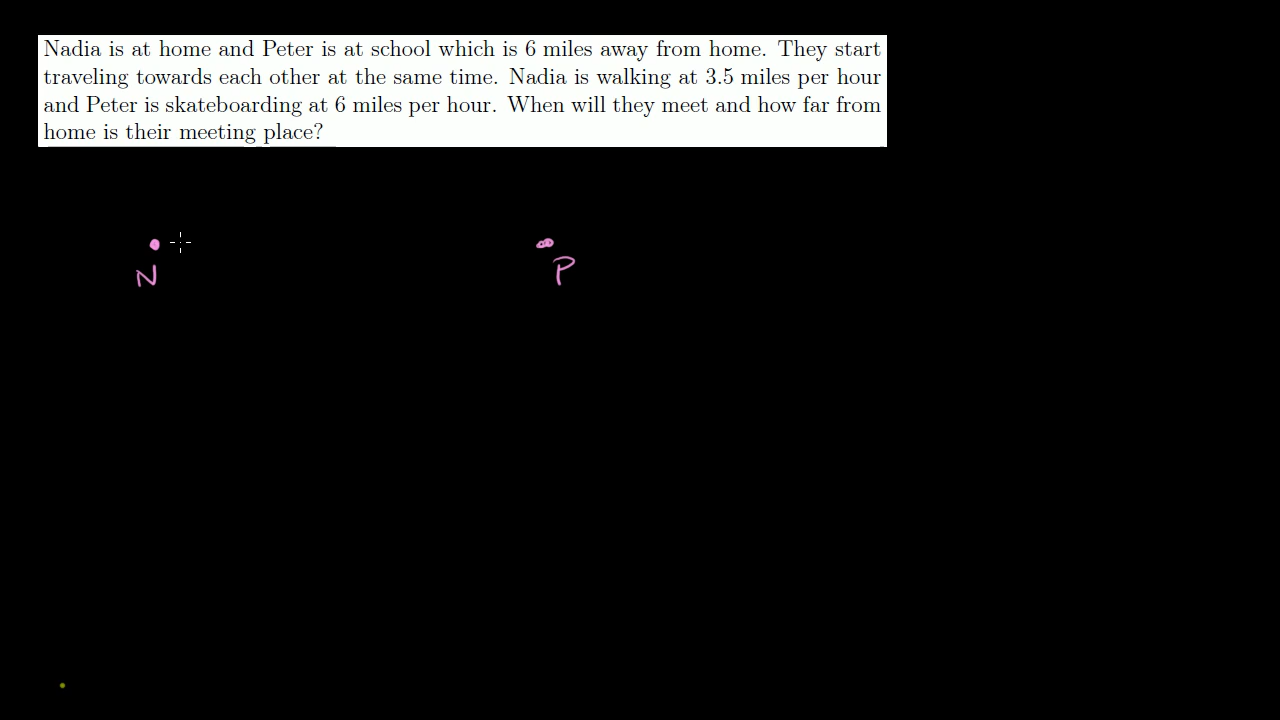 Nadia is at home and Peter is at school which is 6 miles away from home. They start
traveling towards each other at the same time. Nadia is walking at 3.5 miles per hour
and Peter is skateboarding at 6 miles per hour. When will they meet and how far from
home is their meeting place?
N P